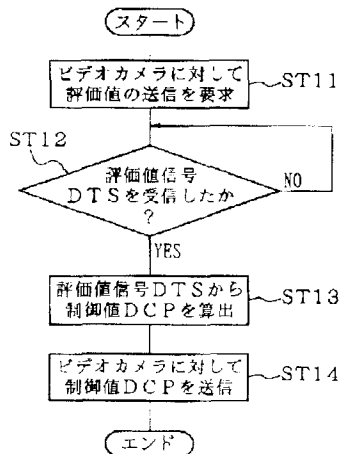 スタート
ビデオカメラに対して
評価値の送信を要求
ST11
ST12
評価値信号
DTSを受信したか
?
NO
YES
評価値信号DTSから
制御値DCPを算出
ST13
ビデオカメラに対して
制御値DCPを送信
ST14
エンド